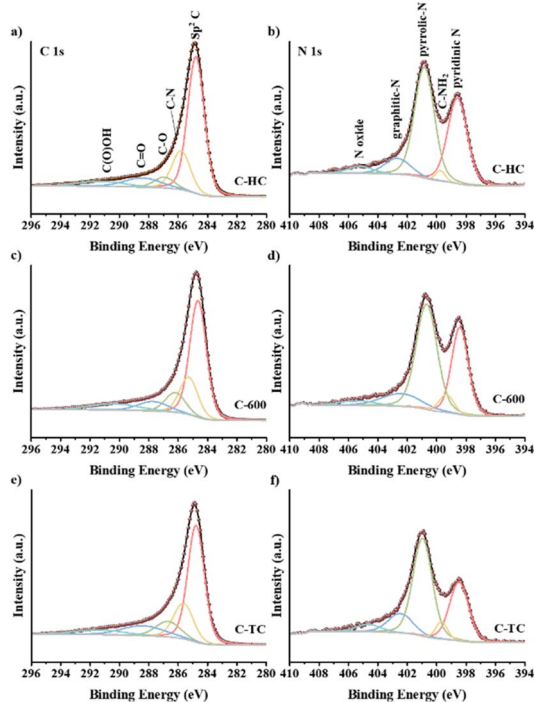 a)
C 1s
Sp² C
C-N
C-O
C=O
C(O)OH
C-HC
Intensity (a.u.)
296 294 292 290 288 286 284 282 280
Binding Energy (eV)
b)
N 1s
pyrrolic-N
C-NH₂
pyridinic N
graphitic-N
N oxide
C-HC
Intensity (a.u.)
410 408 406 404 402 400 398 396 394
Binding Energy (eV)
c)
C-600
Intensity (a.u.)
296 294 292 290 288 286 284 282 280
Binding Energy (eV)
d)
C-600
Intensity (a.u.)
410 408 406 404 402 400 398 396 394
Binding Energy (eV)
e)
C-TC
Intensity (a.u.)
296 294 292 290 288 286 284 282 280
Binding Energy (eV)
f)
C-TC
Intensity (a.u.)
410 408 406 404 402 400 398 396 394
Binding Energy (eV)